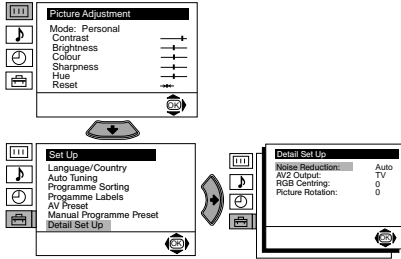 Picture Adjustment
Mode: Personal
Contrast
Brightness
Colour
Sharpness
Hue
Reset
OK
Set Up
Language/Country
Auto Tuning
Programme Sorting
Progamme Labels
AV Preset
Manual Programme Preset
Detail Set Up
OK
Detail Set Up
Noise Reduction: Auto
AV2 Output: TV
RGB Centring: 0
Picture Rotation: 0
OK